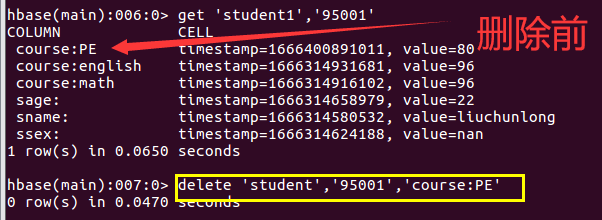 hbase(main):006:0> get 'student1','95001'
COLUMN CELL
course:PE timestamp=1666400891011, value=80
course:english timestamp=1666314931681, value=96
course:math timestamp=1666314916102, value=96
sage: timestamp=1666314658979, value=22
sname: timestamp=1666314580532, value=liuchunlong
ssex: timestamp=1666314624188, value=nan
1 row(s) in 0.0650 seconds
删除前
hbase(main):007:0> delete 'student','95001','course:PE'
0 row(s) in 0.0470 seconds